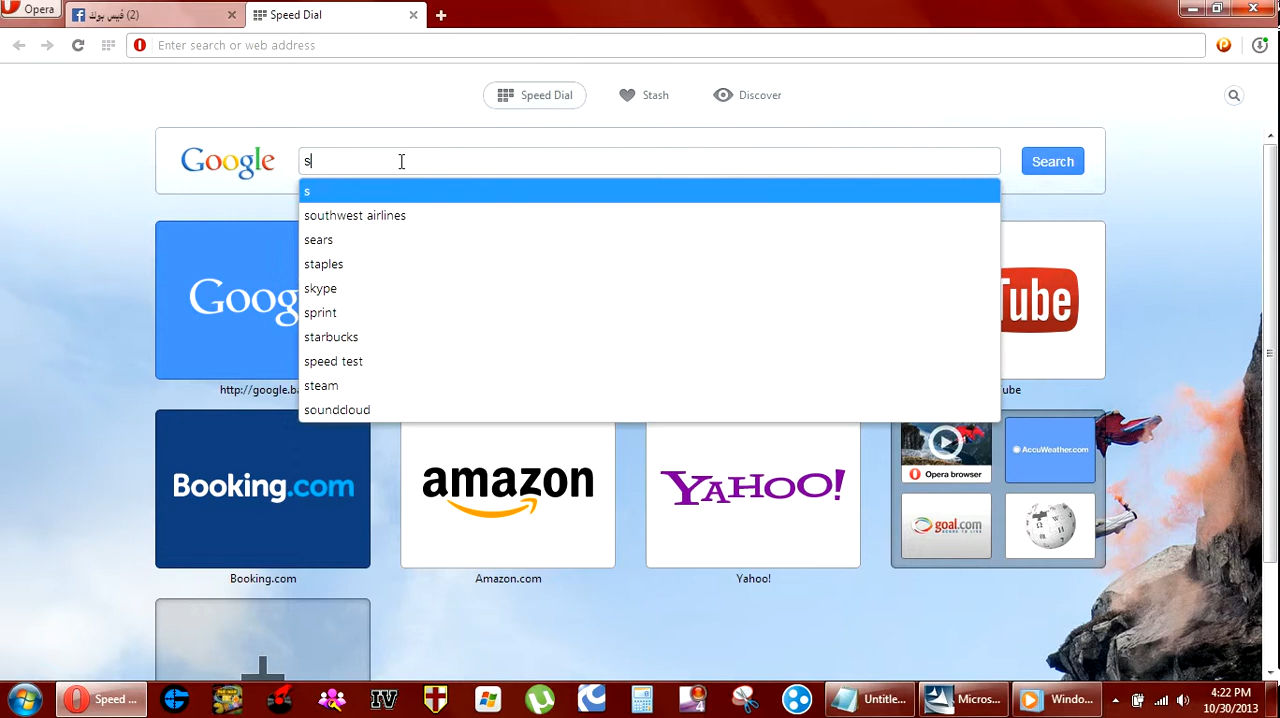 Opera
(2) فيس بوك
Speed Dial
Enter search or web address
Speed Dial
Stash
Discover
Google
s
Search
s
southwest airlines
sears
staples
skype
sprint
starbucks
speed test
steam
soundcloud
Goog
Tube
http://google.ba
ube
Booking.com
amazon
YAHOO!
Opera browser
AccuWeather.com
goal.com
Booking.com
Amazon.com
Yahoo!
Speed ...
IV
Untitle...
Micros...
Windo...
4:22 PM
10/30/2013